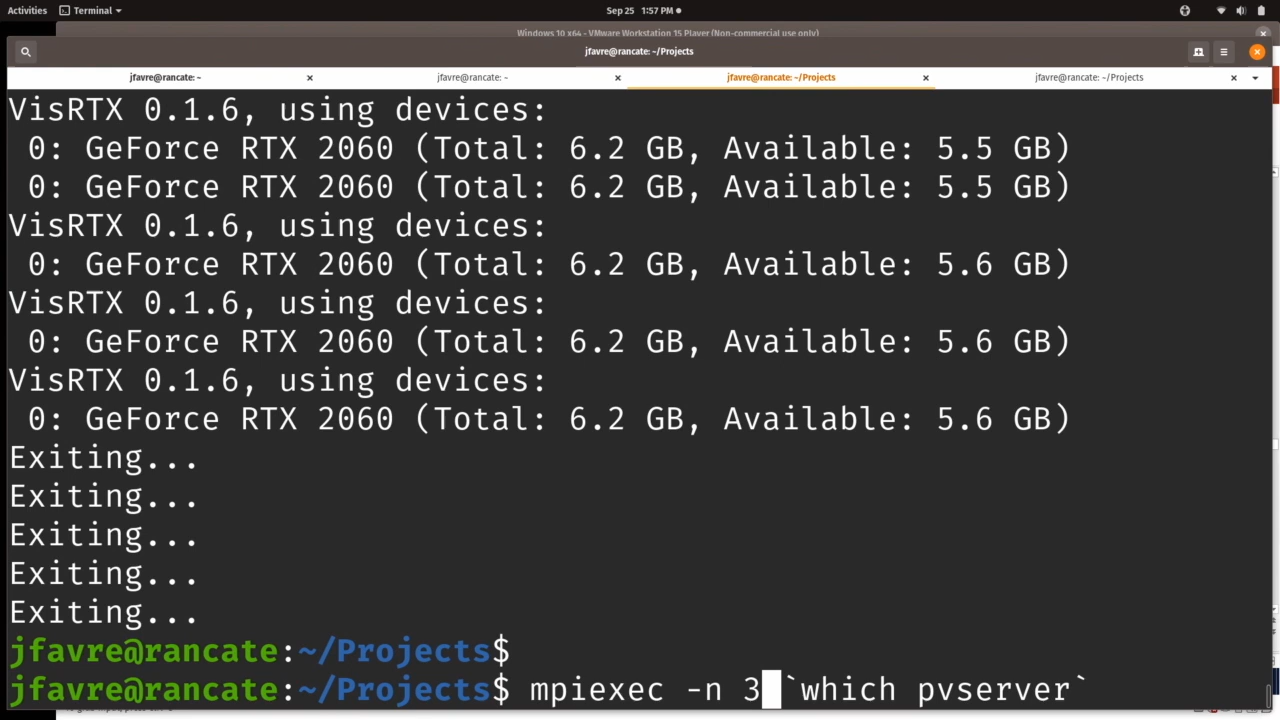 Activities Terminal Sep 25 1:57 PM
Windows 10 x64 - VMware Workstation 15 Player (Non-commercial use only)
jfavre@rancate: ~/Projects
jfavre@rancate: ~ jfavre@rancate: ~ jfavre@rancate: ~/Projects jfavre@rancate: ~/Projects
VisRTX 0.1.6, using devices:
0: GeForce RTX 2060 (Total: 6.2 GB, Available: 5.5 GB)
0: GeForce RTX 2060 (Total: 6.2 GB, Available: 5.5 GB)
VisRTX 0.1.6, using devices:
0: GeForce RTX 2060 (Total: 6.2 GB, Available: 5.6 GB)
VisRTX 0.1.6, using devices:
0: GeForce RTX 2060 (Total: 6.2 GB, Available: 5.6 GB)
VisRTX 0.1.6, using devices:
0: GeForce RTX 2060 (Total: 6.2 GB, Available: 5.6 GB)
Exiting...
Exiting...
Exiting...
Exiting...
Exiting...
jfavre@rancate:~/Projects$
jfavre@rancate:~/Projects$ mpiexec -n 3 `which pvserver`